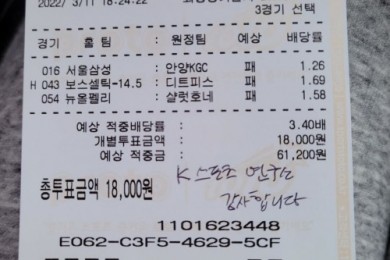 2022/ 3/11 18:24:22
3경기 선택
경기 홀 팀 : 원정팀 예상 배당률
016 서울삼성 : 안양KGC 패 1.26
H 043 보스셀틱-14.5 : 디트피스 패 1.69
054 뉴올펠리 : 샬럿호네 패 1.58
예상 적중배당률 : 3.40배
개별투표금액 : 18,000원
예상 적중금 : 61,200원
K스포츠 연구소
총투표금액 18,000원
감사합니다
1101623448
E062-C3F5-4629-5CF